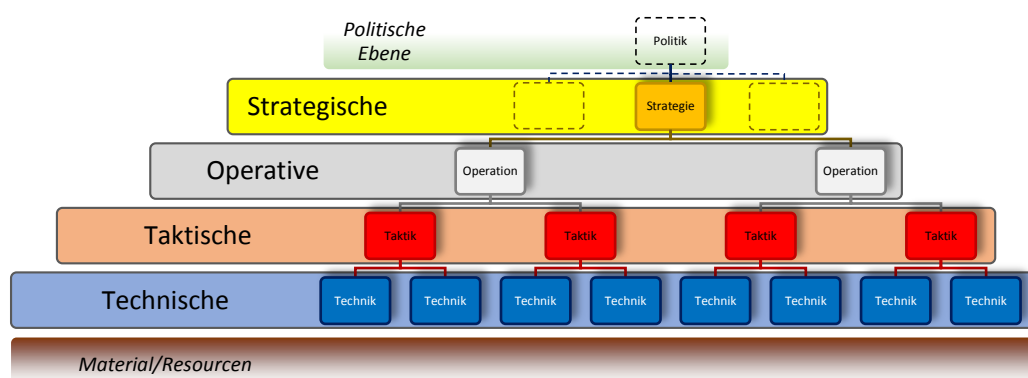 Politische
Ebene
Politik
Strategische
Strategie
Operative
Operation
Operation
Taktische
Taktik
Taktik
Taktik
Taktik
Technische
Technik
Technik
Technik
Technik
Technik
Technik
Technik
Technik
Material/Resourcen